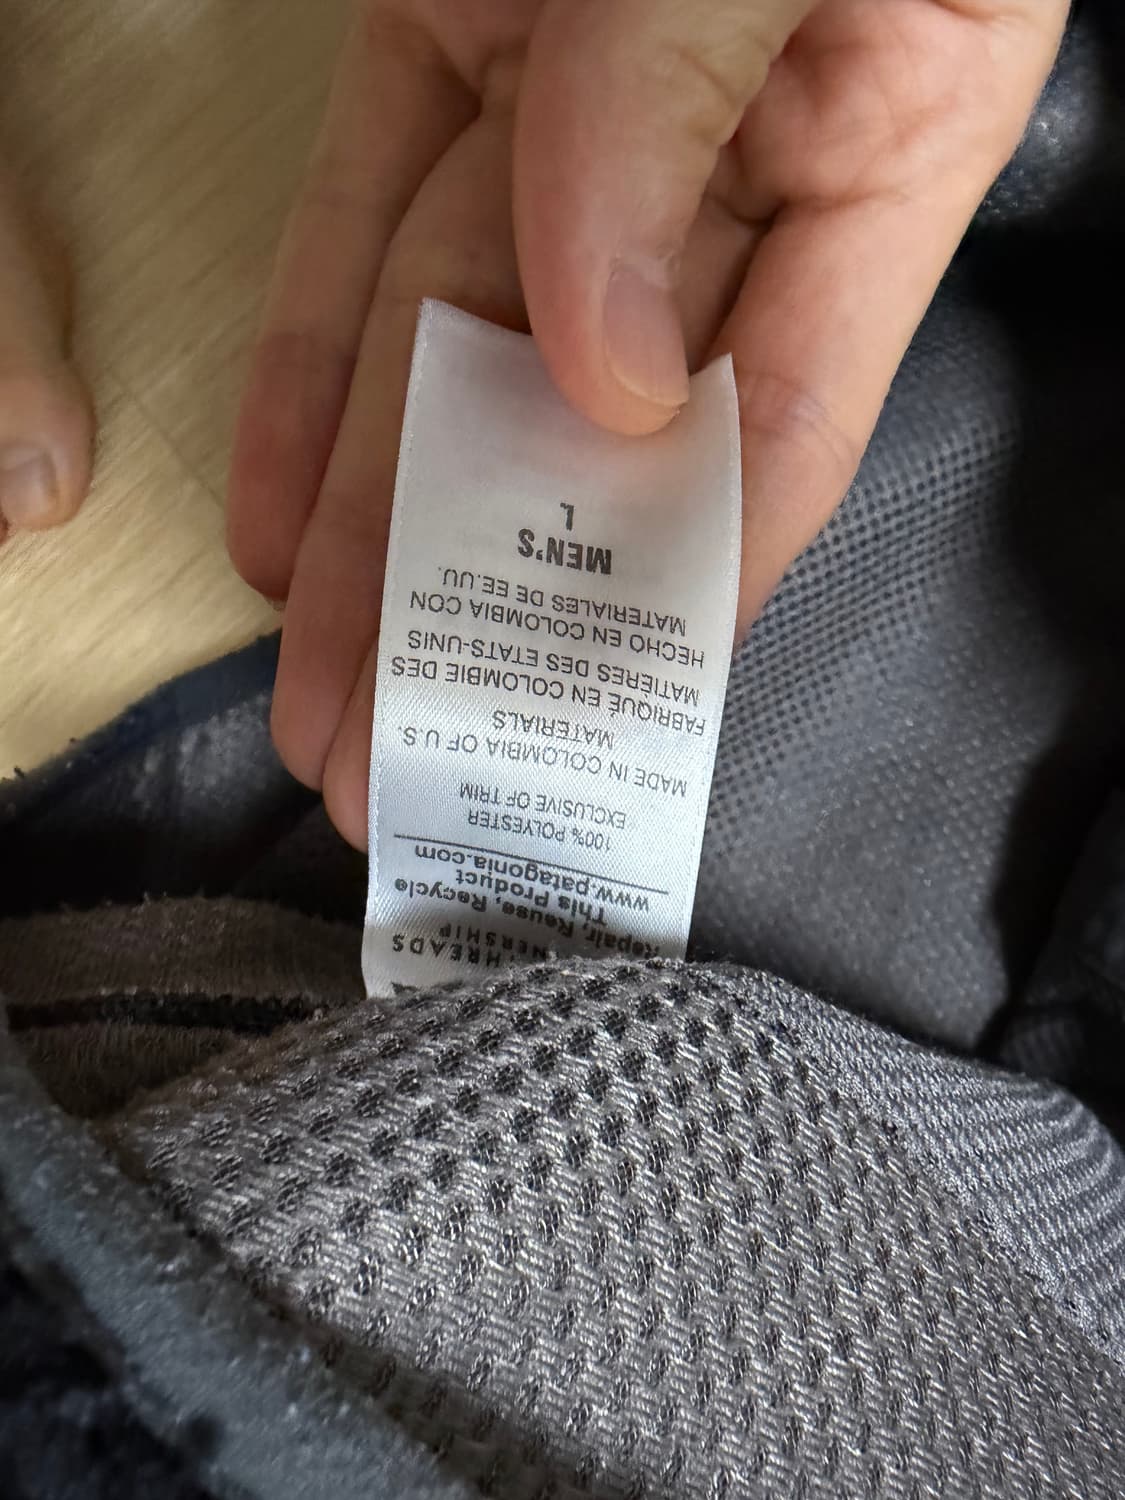 THREADS
Repair, Reuse, Recycle
This Product
www.patagonia.com
100% POLYESTER
EXCLUSIVE OF TRIM
MADE IN COLOMBIA OF U.S.
MATERIALS
FABRIQUÉ EN COLOMBIE DES
MATIÈRES DES ETATS-UNIS
HECHO EN COLOMBIA CON
MATERIALES DE EE.UU.
MEN'S
L